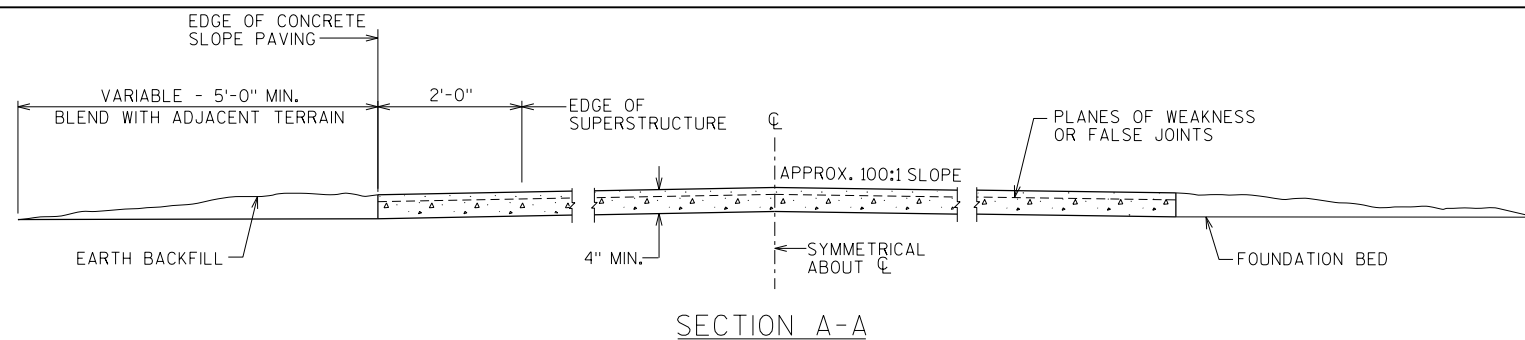 EDGE OF CONCRETE
SLOPE PAVING
VARIABLE - 5'-0" MIN.
BLEND WITH ADJACENT TERRAIN
2'-0"
EDGE OF
SUPERSTRUCTURE
℄
PLANES OF WEAKNESS
OR FALSE JOINTS
APPROX. 100:1 SLOPE
EARTH BACKFILL
4" MIN.
SYMMETRICAL
ABOUT ℄
FOUNDATION BED
SECTION A-A